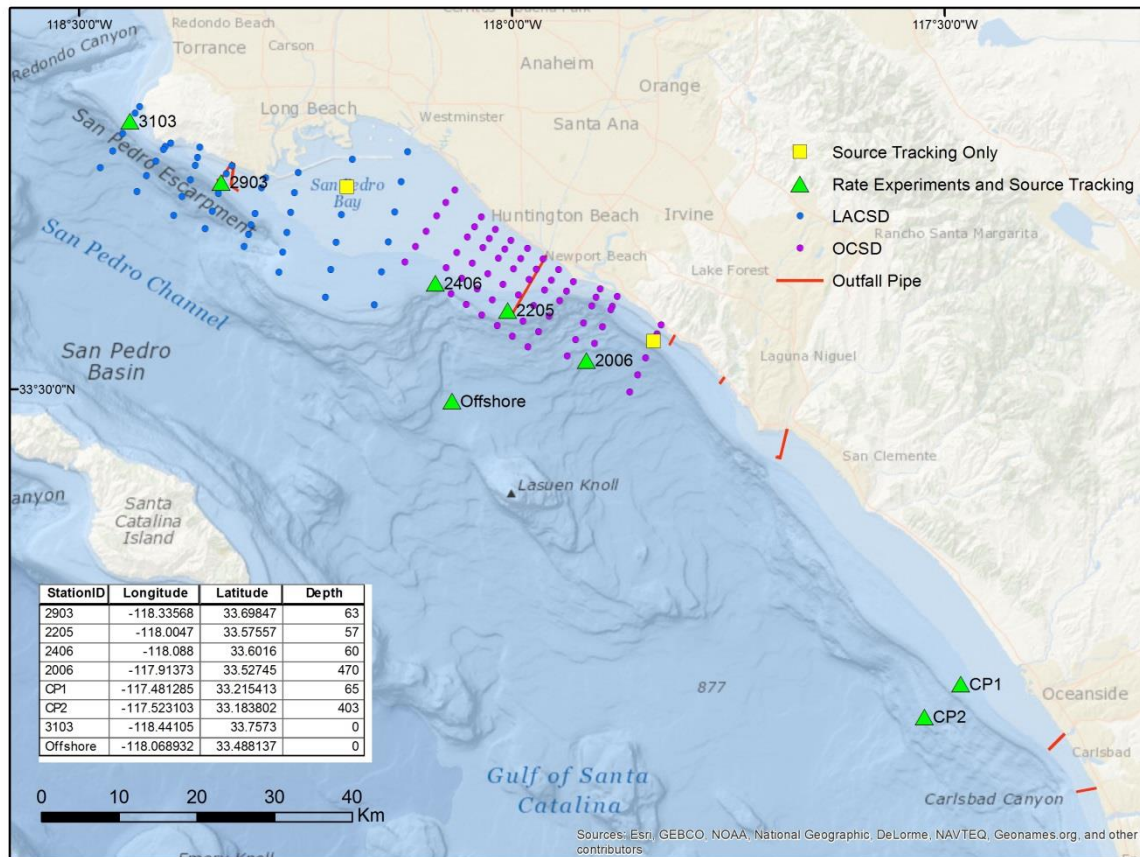 118°30'0"W
118°0'0"W
117°30'0"W
Redondo Canyon
Redondo Beach
Torrance
Carson
Anaheim
Orange
Long Beach
Westminster
Santa Ana
3103
San Pedro Escarpment
2903
San Pedro
Bay
Huntington Beach
Irvine
Newport Beach
Rancho Santa Margarita
Lake Forest
Source Tracking Only
Rate Experiments and Source Tracking
LACSD
OCSD
Outfall Pipe
San Pedro Channel
2406
2205
2006
Laguna Niguel
San Pedro
Basin
33°30'0"N
Offshore
San Clemente
Lasuen Knoll
Canyon
Santa
Catalina
Island
StationID Longitude Latitude Depth
2903 -118.33568 33.69847 63
2205 -118.0047 33.57557 57
2406 -118.088 33.6016 60
2006 -117.91373 33.52745 470
CP1 -117.481285 33.215413 65
CP2 -117.523103 33.183802 403
3103 -118.44105 33.7573 0
Offshore -118.068932 33.488137 0
877
CP1
CP2
Oceanside
Carlsbad
Gulf of Santa
Catalina
Carlsbad Canyon
0 10 20 30 40
Km
Emery Knoll
Sources: Esri, GEBCO, NOAA, National Geographic, DeLorme, NAVTEQ, Geonames.org, and other
contributors